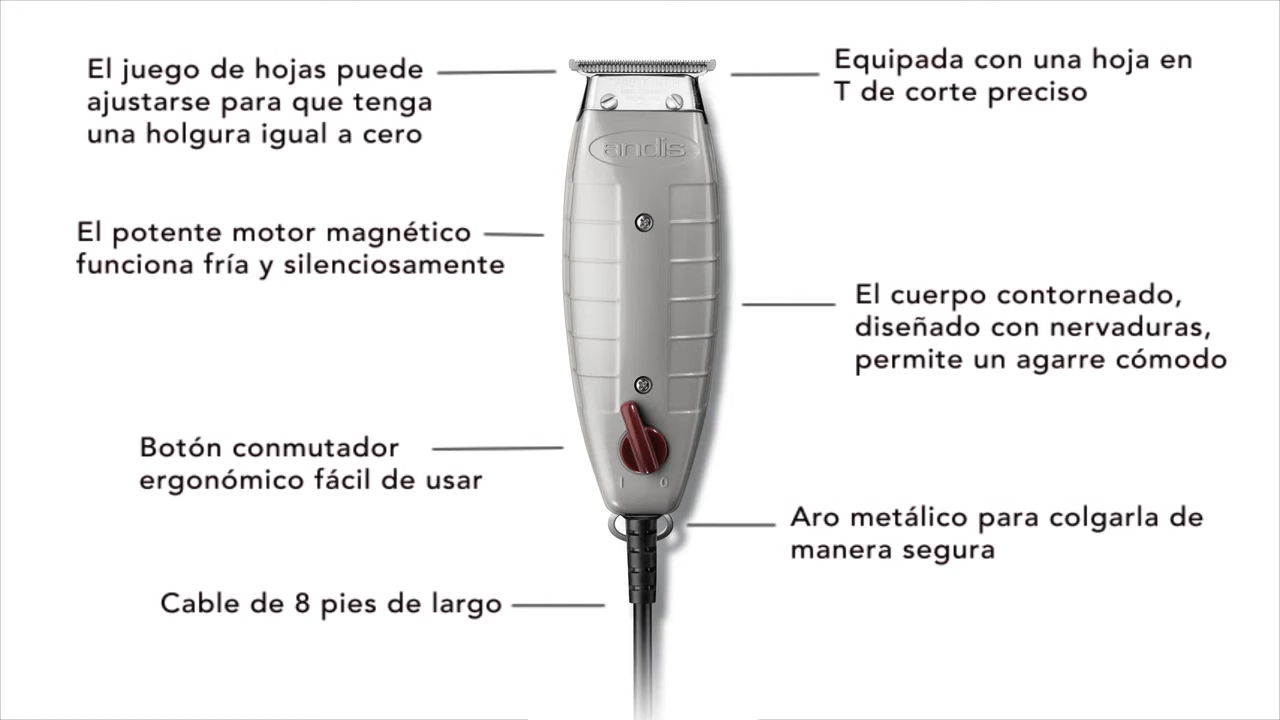 El juego de hojas puede
ajustarse para que tenga
una holgura igual a cero
Equipada con una hoja en
T de corte preciso
andis
El potente motor magnético
funciona fría y silenciosamente
El cuerpo contorneado,
diseñado con nervaduras,
permite un agarre cómodo
Botón conmutador
ergonómico fácil de usar
I 0
Aro metálico para colgarla de
manera segura
Cable de 8 pies de largo